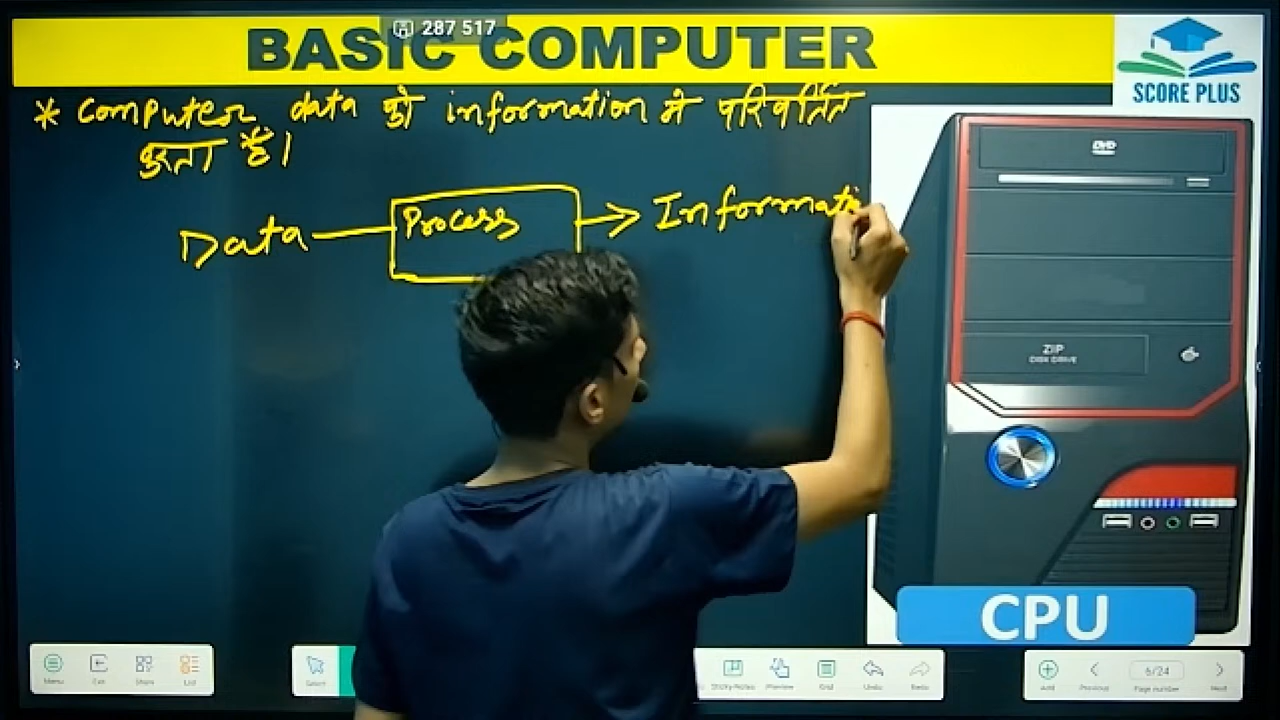 287 517
BASIC COMPUTER
SCORE PLUS
* Computer data को information मे परिवर्तित
करता है।
Data
Process
Informati
DVD
ZIP
DISK DRIVE
CPU
Menu
Exit
Share
List
Select
Sticky-Notes
Preview
Grid
Undo
Redo
Add
Previous
6/24
Page number
Next